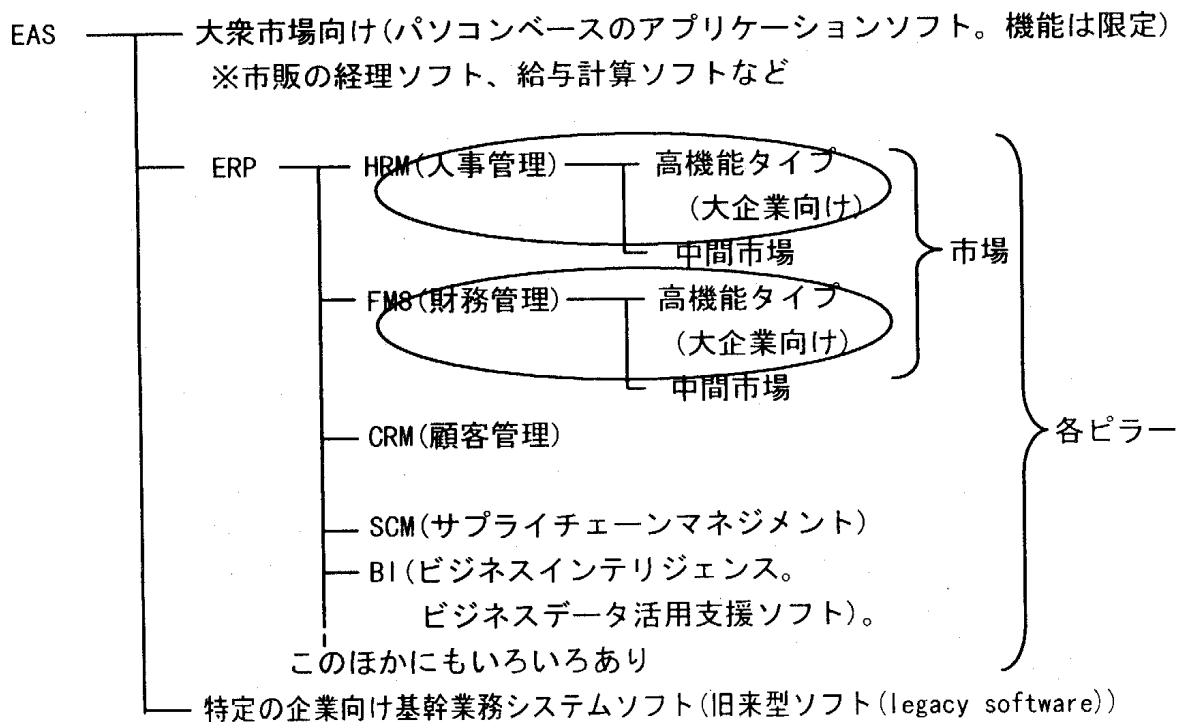 EAS 大衆市場向け(パソコンベースのアプリケーションソフト。機能は限定)
※市販の経理ソフト、給与計算ソフトなど
ERP HRM(人事管理) 高機能タイプ
(大企業向け)
中間市場
市場
FMS(財務管理) 高機能タイプ
(大企業向け)
中間市場
CRM(顧客管理)
各ピラー
SCM(サプライチェーンマネジメント)
BI(ビジネスインテリジェンス。
ビジネスデータ活用支援ソフト)。
このほかにもいろいろあり
特定の企業向け基幹業務システムソフト(旧来型ソフト(legacy software))